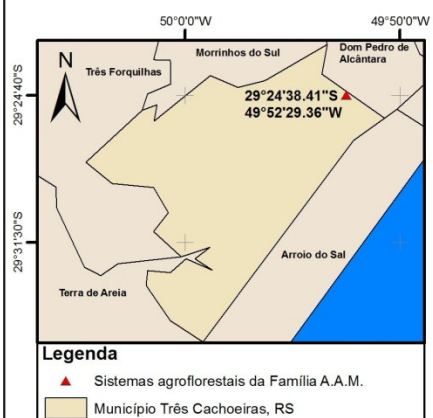 50°0'0"W
49°50'0"W
N
Morrinhos do Sul
Dom Pedro de
Alcântara
Três Forquilhas
29°24'40"S
29°24'38.41"S
49°52'29.36"W
29°31'30"S
Arroio do Sal
Terra de Areia
Legenda
Sistemas agroflorestais da Família A.A.M.
Município Três Cachoeiras, RS